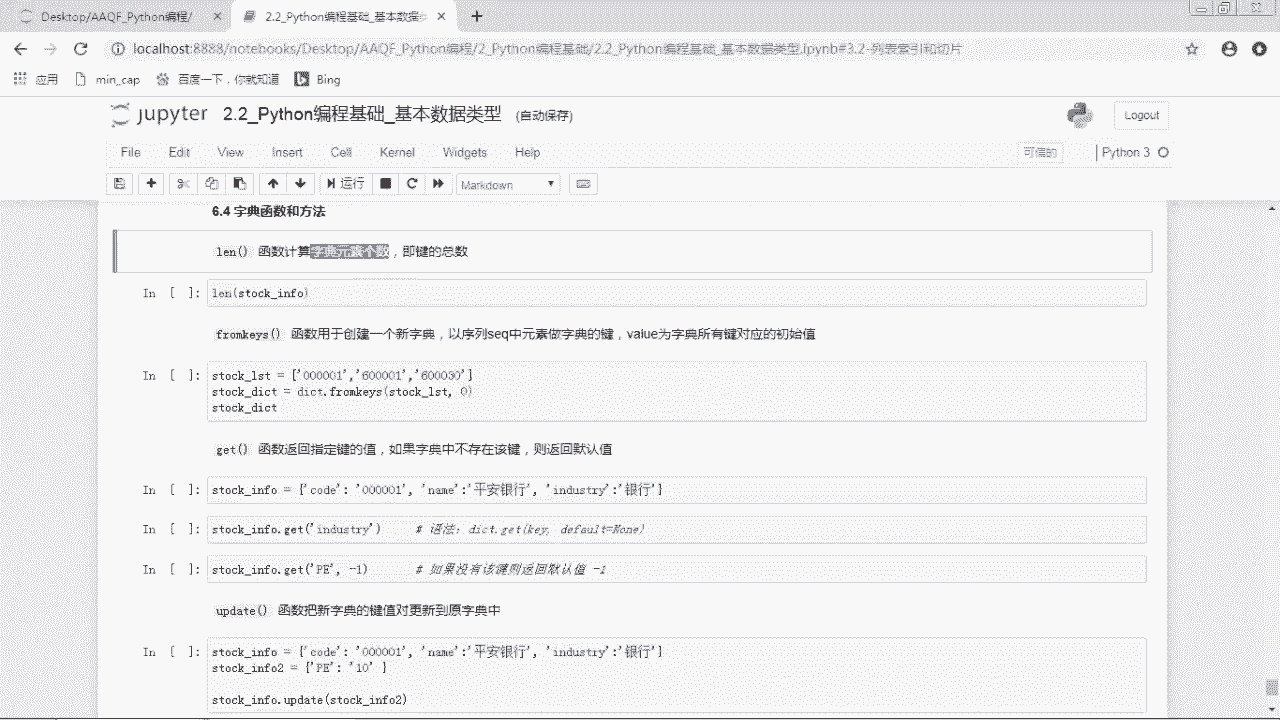 Desktop/AAQF_Python编程/
2.2_Python编程基础_基本数据类
localhost:8888/notebooks/Desktop/AAQF_Python编程/2_Python编程基础/2.2_Python编程基础_基本数据类型.ipynb#3.2-列表索引和切片
应用 min_cap 百度一下，你就知道 Bing
jupyter 2.2_Python编程基础_基本数据类型 (自动保存) Logout
File Edit View Insert Cell Kernel Widgets Help 可信的 Python 3
运行 Markdown
6.4 字典函数和方法
len() 函数计算字典元素个数，即键的总数
In [ ]: len(stock_info)
fromkeys() 函数用于创建一个新字典，以序列seq中元素做字典的键，value为字典所有键对应的初始值
In [ ]: stock_lst = ['000001','600001','600030']
stock_dict = dict.fromkeys(stock_lst, 0)
stock_dict
get() 函数返回指定键的值，如果字典中不存在该键，则返回默认值
In [ ]: stock_info = {'code': '000001', 'name':'平安银行', 'industry':'银行'}
In [ ]: stock_info.get('industry') # 语法：dict.get(key, default=None)
In [ ]: stock_info.get('PE', -1) # 如果没有该键则返回默认值 -1
update() 函数把新字典的键值对更新到原字典中
In [ ]: stock_info = {'code': '000001', 'name':'平安银行', 'industry':'银行'}
stock_info2 = {'PE': '10' }
stock_info.update(stock_info2)